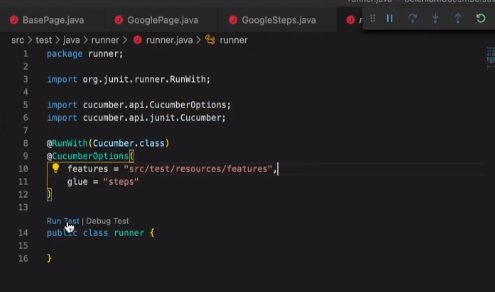 runner.java - SeleniumCucumber
BasePage.java GooglePage.java GoogleSteps.java
src > test > java > runner > runner.java > runner
1 package runner;
2
3 import org.junit.runner.RunWith;
4
5 import cucumber.api.CucumberOptions;
6 import cucumber.api.junit.Cucumber;
7
8 @RunWith(Cucumber.class)
9 @CucumberOptions(
10 features = "src/test/resources/features",
11 glue = "steps"
12 )
13
Run Test | Debug Test
14 public class runner {
15
16 }